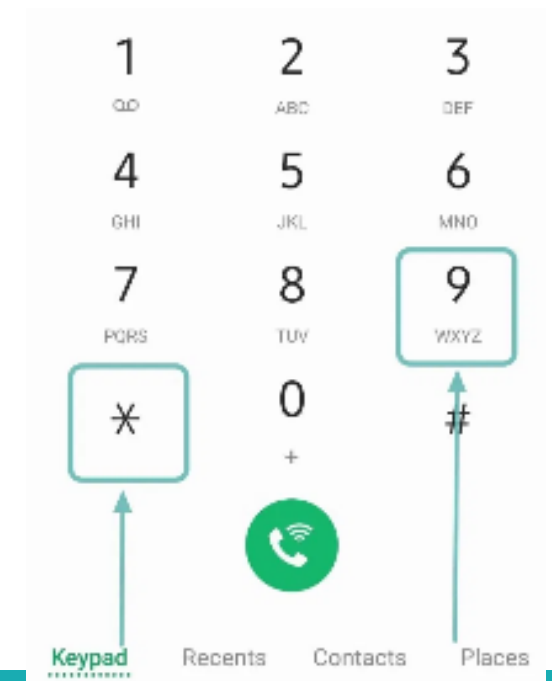 1 2 3
ABC DEF
4 5 6
GHI JKL MNO
7 8 9
PQRS TUV WXYZ
* 0 #
+
Keypad Recents Contacts Places